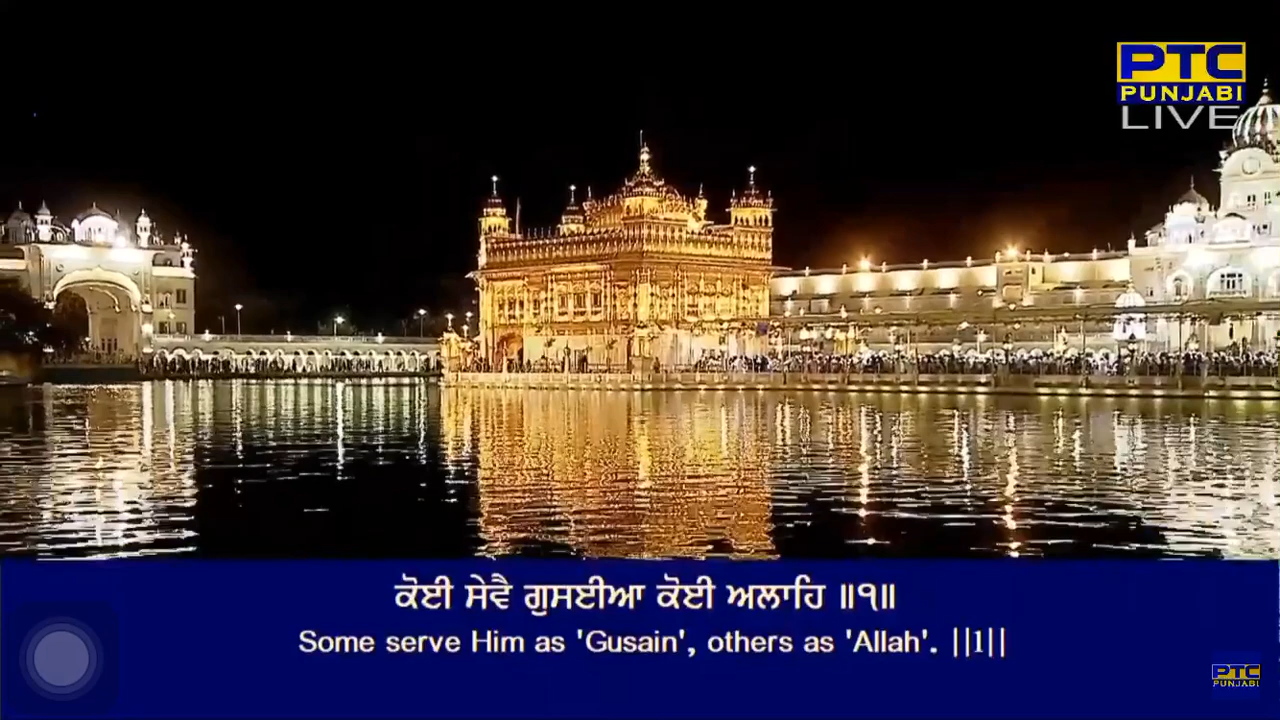 PTC
PUNJABI
LIVE
ਕੋਈ ਸੇਵੈ ਗੁਸਈਆ ਕੋਈ ਅਲਾਹਿ ॥੧॥
Some serve Him as 'Gusain', others as 'Allah'. ||1||
PTC
PUNJABI